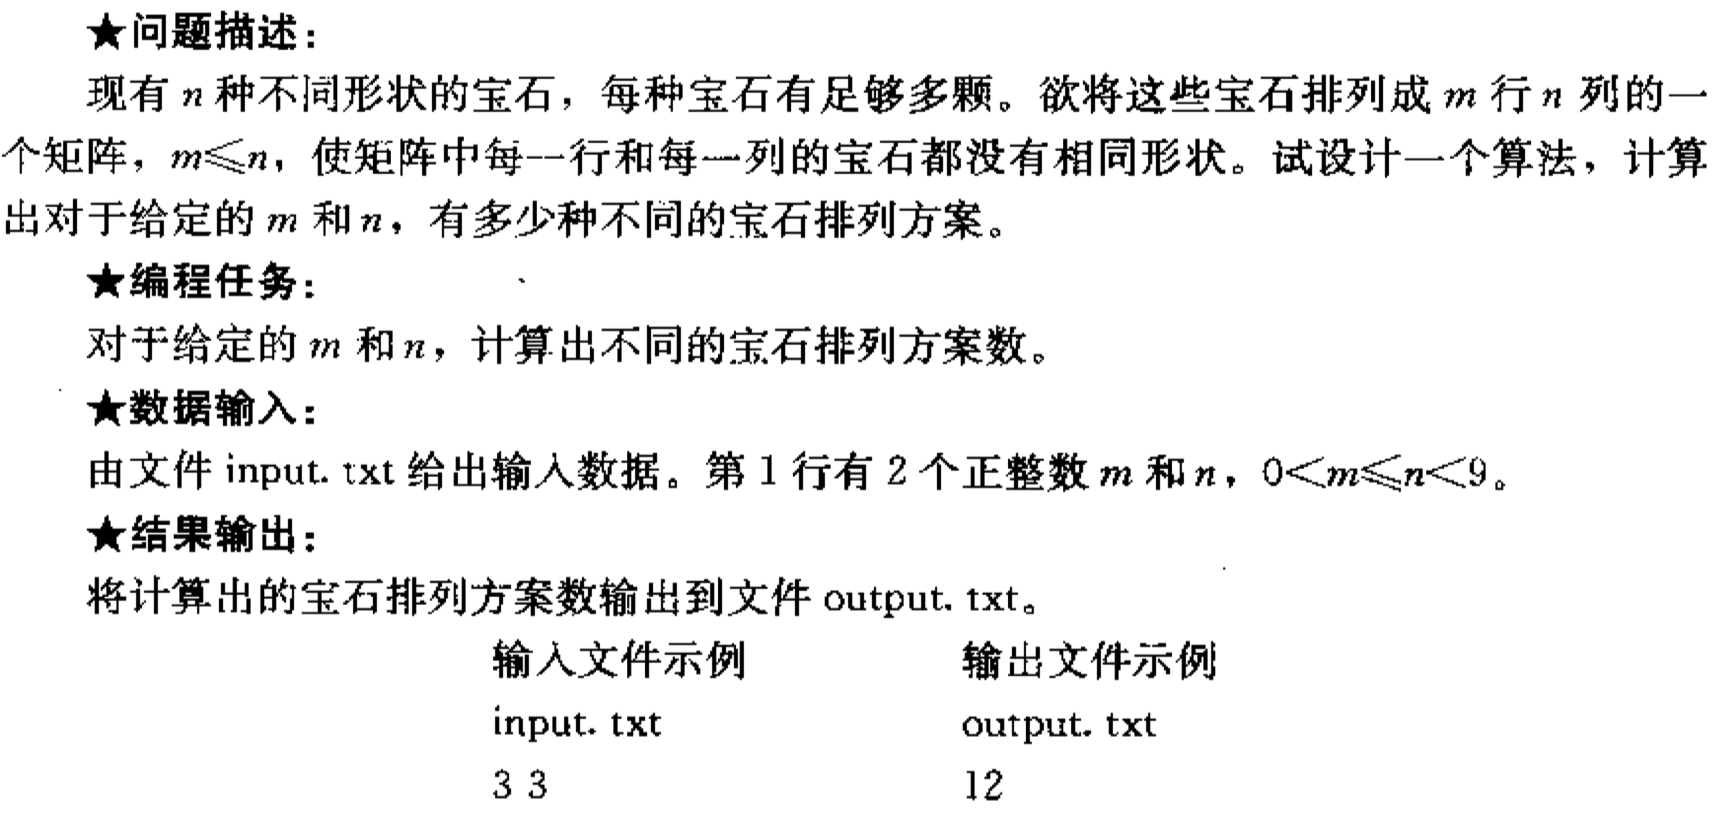 ★问题描述：
现有 n 种不同形状的宝石，每种宝石有足够多颗。欲将这些宝石排列成 m 行 n 列的一
个矩阵，m≤n，使矩阵中每一行和每一列的宝石都没有相同形状。试设计一个算法，计算
出对于给定的 m 和 n，有多少种不同的宝石排列方案。
★编程任务：
对于给定的 m 和 n，计算出不同的宝石排列方案数。
★数据输入：
由文件 input. txt 给出输入数据。第 1 行有 2 个正整数 m 和 n，0<m≤n<9。
★结果输出：
将计算出的宝石排列方案数输出到文件 output. txt。
输入文件示例 输出文件示例
input. txt output. txt
3 3 12